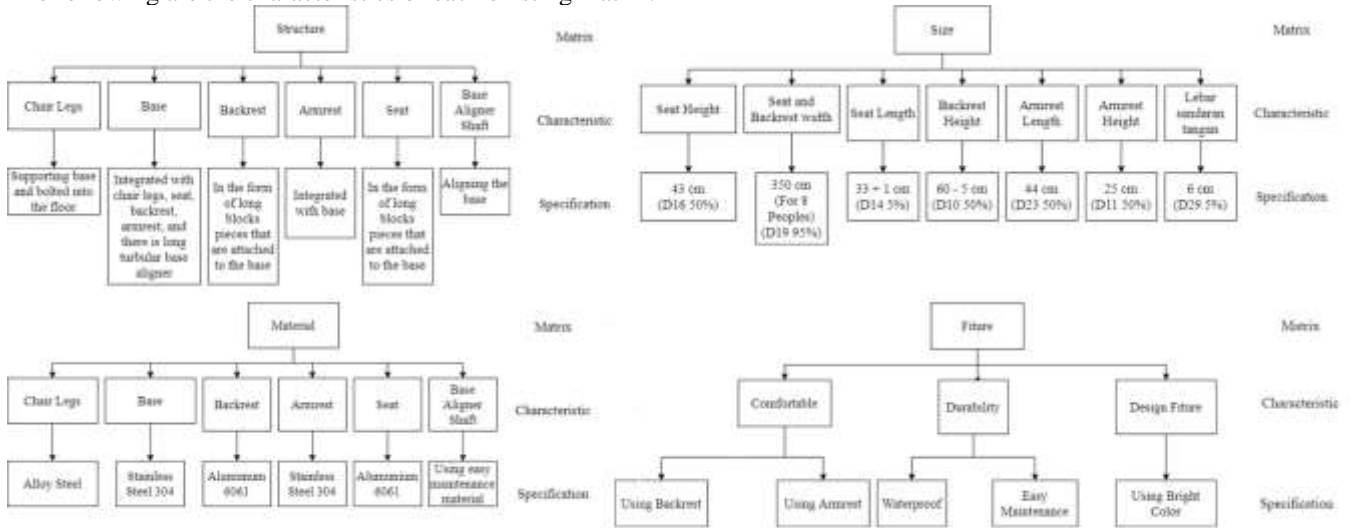 Structure
Matrix
Chair Legs
Base
Backrest
Armrest
Seat
Base
Aligner
Shaft
Characteristic
Supporting base
and bolted into
the floor
Integrated with
chair legs, seat,
backrest,
armrest, and
there is long
turbular base
aligner
In the form
of long
blocks
pieces that
are attached
to the base
Integrated
with base
In the form
of long
blocks
pieces that
are attached
to the base
Aligning the
base
Specification
Size
Matrix
Seat Height
Seat and
Backrest width
Seat Length
Backrest
Height
Armrest
Length
Armrest
Height
Lebar
sandaran
tangan
Characteristic
43 cm
(D16 50%)
350 cm
(For 8
Peoples)
(D19 95%)
33 + 1 cm
(D14 5%)
60 - 5 cm
(D10 50%)
44 cm
(D23 50%)
25 cm
(D11 50%)
6 cm
(D29 5%)
Specification
Material
Matrix
Chair Legs
Base
Backrest
Armrest
Seat
Base
Aligner
Shaft
Characteristic
Alloy Steel
Stainless
Steel 304
Aluminium
6061
Stainless
Steel 304
Aluminium
6061
Using easy
maintenance
material
Specification
Fiture
Matrix
Comfortable
Durability
Design Fiture
Characteristic
Using Backrest
Using Armrest
Waterproof
Easy
Maintenance
Using Bright
Color
Specification